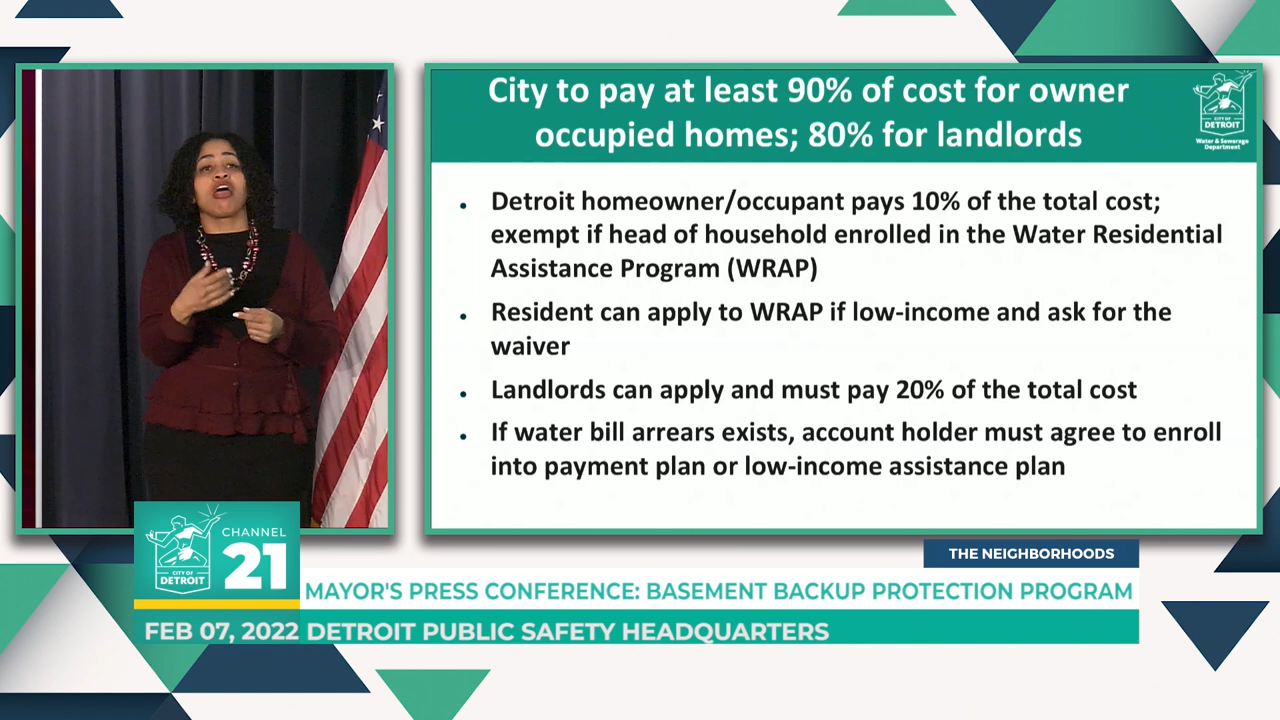 City to pay at least 90% of cost for owner
occupied homes; 80% for landlords
CITY OF
DETROIT
Water & Sewerage
Department
• Detroit homeowner/occupant pays 10% of the total cost;
exempt if head of household enrolled in the Water Residential
Assistance Program (WRAP)
• Resident can apply to WRAP if low-income and ask for the
waiver
• Landlords can apply and must pay 20% of the total cost
• If water bill arrears exists, account holder must agree to enroll
into payment plan or low-income assistance plan
THE NEIGHBORHOODS
CITY OF
DETROIT
CHANNEL
21
MAYOR'S PRESS CONFERENCE: BASEMENT BACKUP PROTECTION PROGRAM
FEB 07, 2022 DETROIT PUBLIC SAFETY HEADQUARTERS